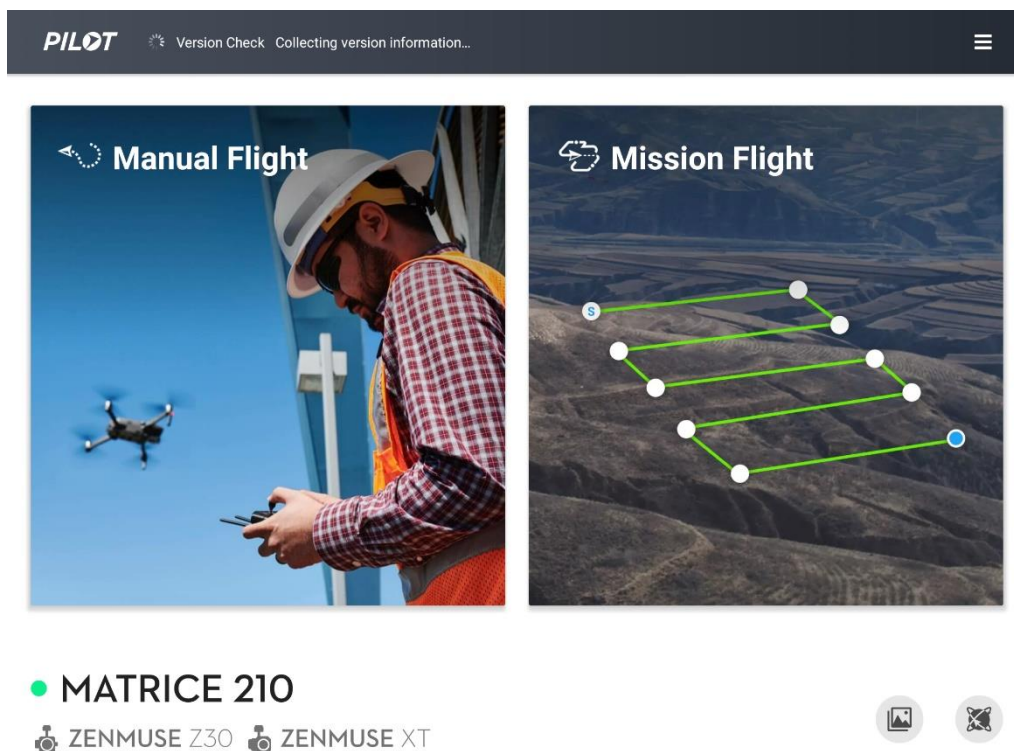 PILOT Version Check Collecting version information...
Manual Flight
Mission Flight
S
MATRICE 210
ZENMUSE Z30 ZENMUSE XT